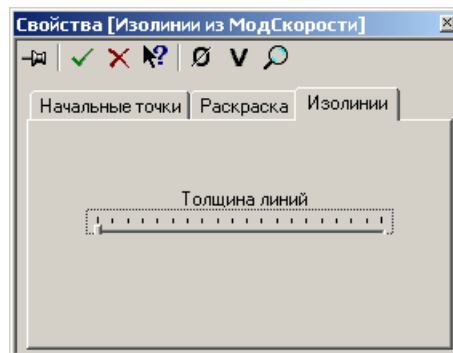 Свойства [Изолинии из МодСкорости]
Начальные точки Раскраска Изолинии
Толщина линий